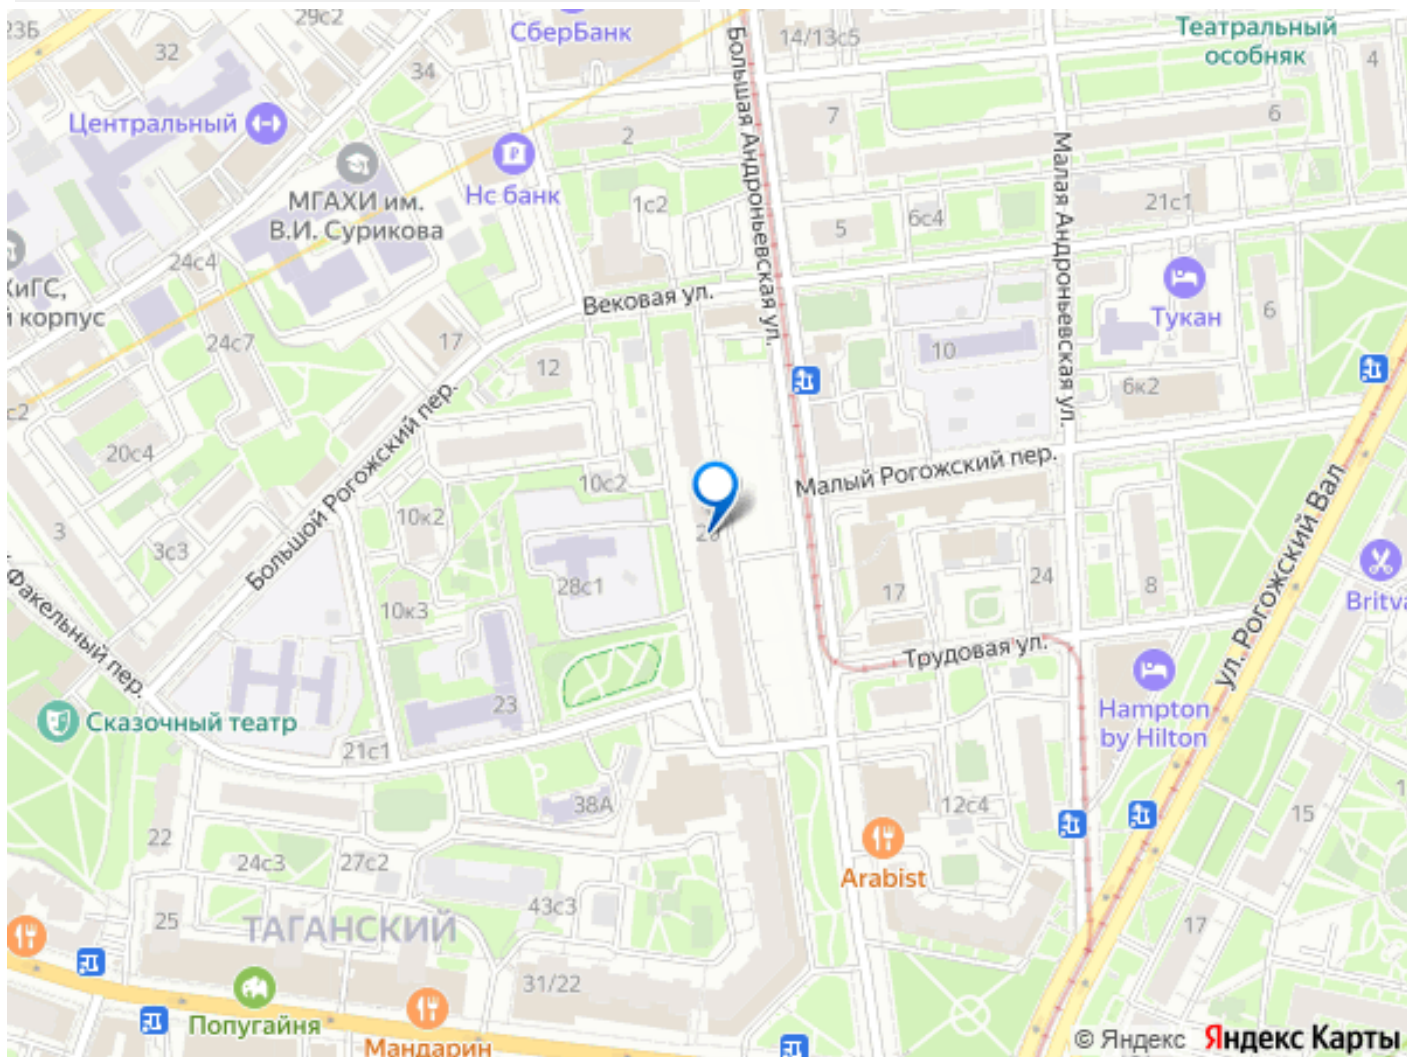 29с2
23Б
32
СберБанк
34
14/13с5
Театральный
особняк
4
Центральный
2
7
6
МГАХИ им.
В.И. Сурикова
Нс банк
1с2
Большая Андроньевская ул.
5
6с4
Малая Андроньевская ул.
21с1
24с4
ХиГС,
й корпус
24с7
17
Вековая ул.
12
10
Тукан
6
6к2
с2
20с4
Большой Рогожский пер.
10с2
Малый Рогожский пер.
10к2
3
3с3
28с1
17
24
8
ул. Рогожский Вал
Britva
10к3
Факельный пер.
Трудовая ул.
Сказочный театр
21с1
23
Hampton
by Hilton
38А
12с4
15
22
24с3
27с2
Arabist
25
ТАГАНСКИЙ
43с3
17
31/22
Попугайня
Мандарин
© Яндекс Яндекс Карты